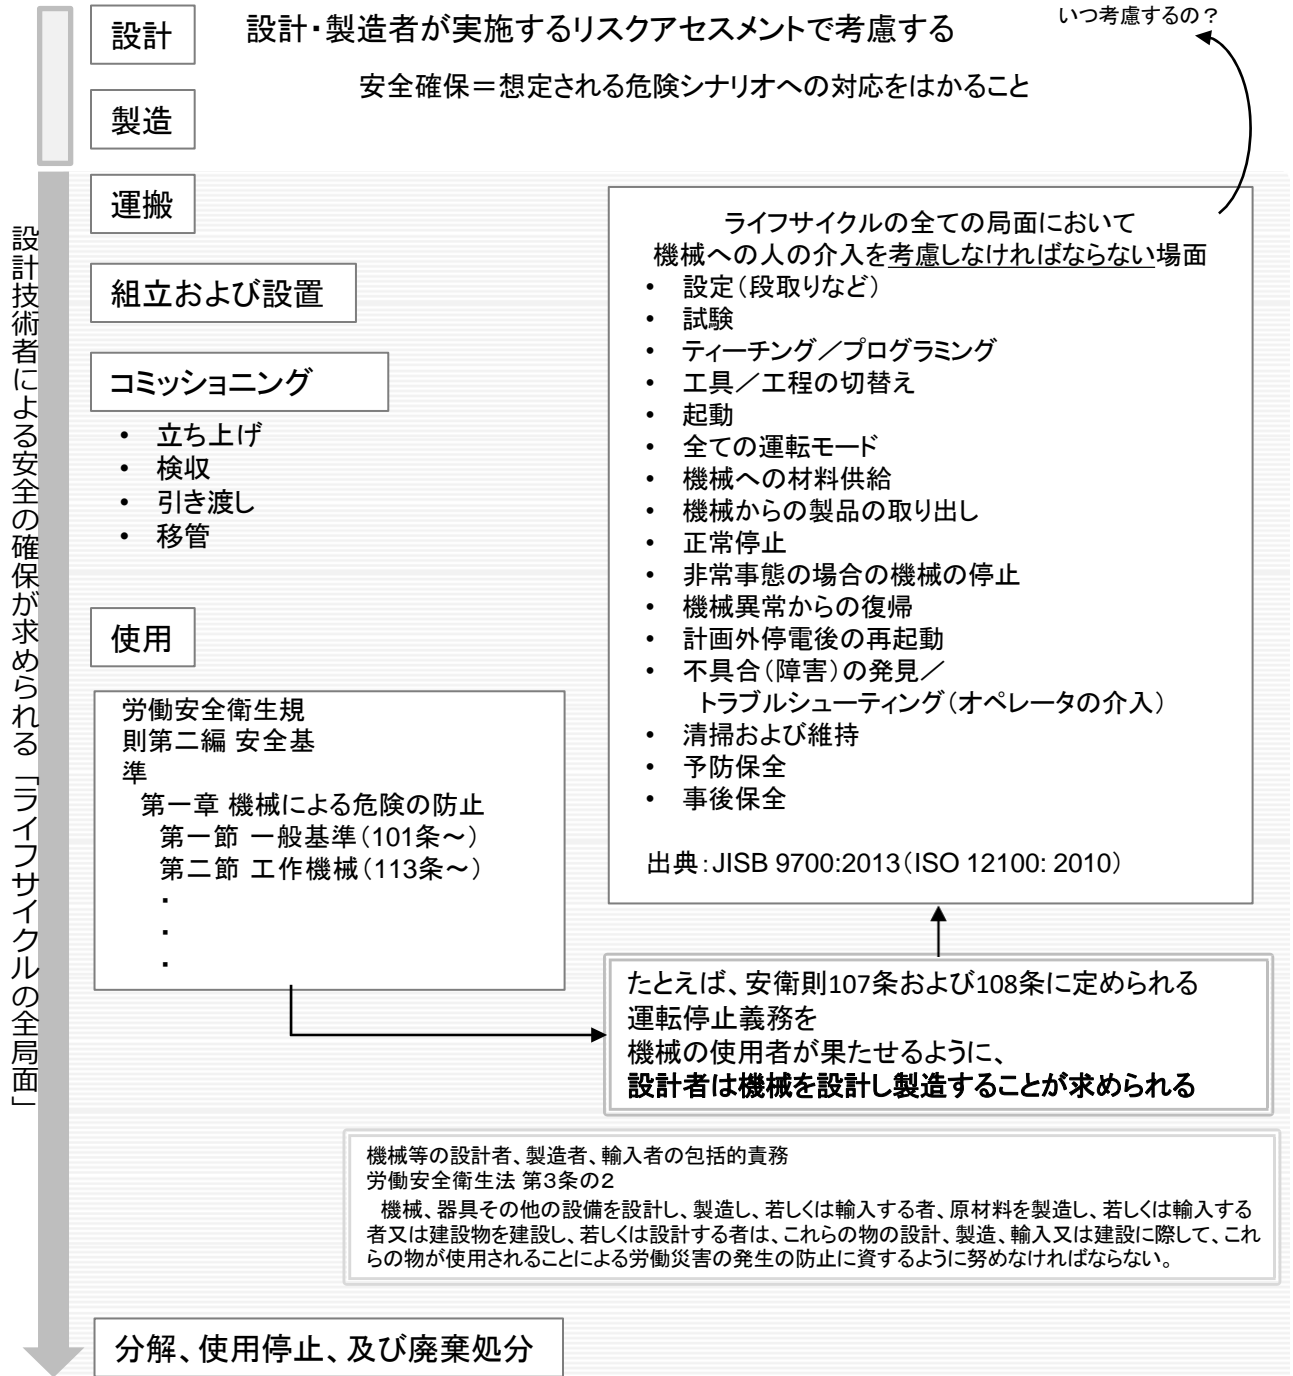 設計
設計・製造者が実施するリスクアセスメントで考慮する
いつ考慮するの？
安全確保＝想定される危険シナリオへの対応をはかること
製造
運搬
組立および設置
コミッショニング
• 立ち上げ
• 検収
• 引き渡し
• 移管
使用
労働安全衛生規
則第二編 安全基
準
第一章 機械による危険の防止
第一節 一般基準（101条～）
第二節 工作機械（113条～）
・
・
・
設計技術者による安全の確保が求められる「ライフサイクルの全局面」
ライフサイクルの全ての局面において
機械への人の介入を考慮しなければならない場面
• 設定（段取りなど）
• 試験
• ティーチング／プログラミング
• 工具／工程の切替え
• 起動
• 全ての運転モード
• 機械への材料供給
• 機械からの製品の取り出し
• 正常停止
• 非常事態の場合の機械の停止
• 機械異常からの復帰
• 計画外停電後の再起動
• 不具合（障害）の発見／
トラブルシューティング（オペレータの介入）
• 清掃および維持
• 予防保全
• 事後保全
出典：JISB 9700:2013（ISO 12100: 2010）
たとえば、安衛則107条および108条に定められる
運転停止義務を
機械の使用者が果たせるように、
設計者は機械を設計し製造することが求められる
機械等の設計者、製造者、輸入者の包括的責務
労働安全衛生法 第３条の２
機械、器具その他の設備を設計し、製造し、若しくは輸入する者、原材料を製造し、若しくは輸入する
者又は建設物を建設し、若しくは設計する者は、これらの物の設計、製造、輸入又は建設に際して、これ
らの物が使用されることによる労働災害の発生の防止に資するように努めなければならない。
分解、使用停止、及び廃棄処分